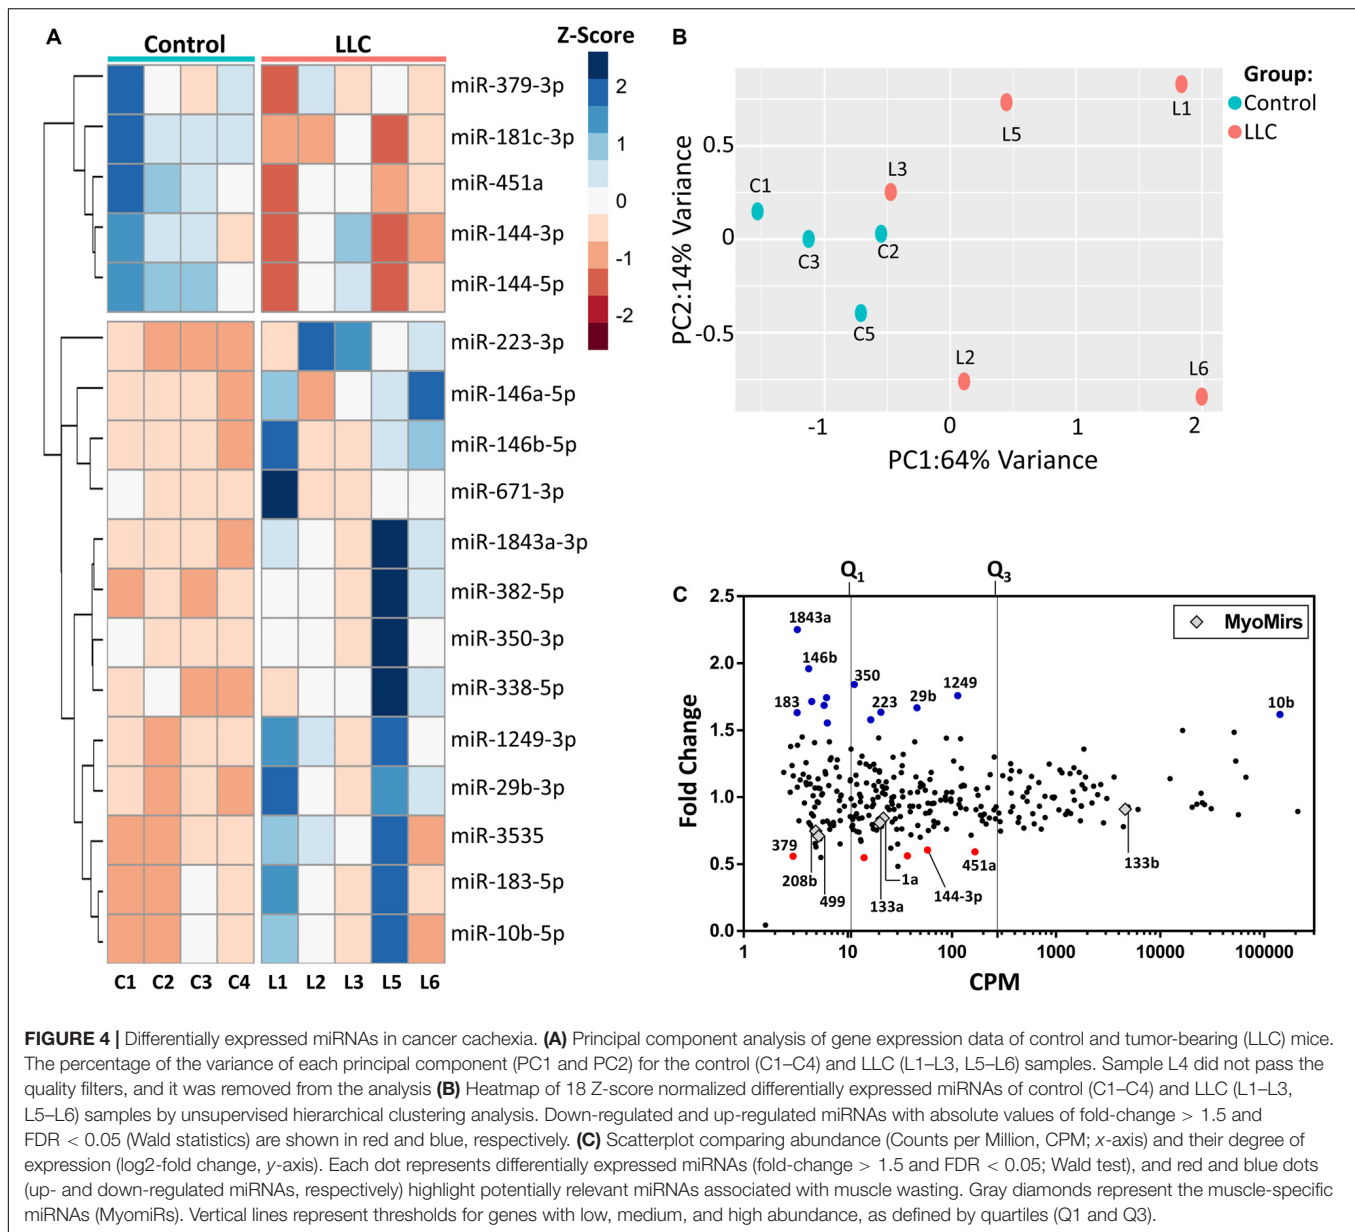 A
Control
LLC
Z-Score
2
1
0
-1
-2
miR-379-3p
miR-181c-3p
miR-451a
miR-144-3p
miR-144-5p
miR-223-3p
miR-146a-5p
miR-146b-5p
miR-671-3p
miR-1843a-3p
miR-382-5p
miR-350-3p
miR-338-5p
miR-1249-3p
miR-29b-3p
miR-3535
miR-183-5p
miR-10b-5p
C1 C2 C3 C4 L1 L2 L3 L5 L6
B
Group:
Control
LLC
L1
L5
L3
C1
C2
C3
C5
L2
L6
0.5
0
-0.5
PC2:14% Variance
-1 0 1 2
PC1:64% Variance
C
Q1 Q3
MyoMirs
2.5
2.0
1.5
1.0
0.5
0.0
Fold Change
1843a
146b
350
183
223
29b
1249
10b
379
208b
499
133a
1a
144-3p
451a
133b
1 10 100 1000 10000 100000
CPM
FIGURE 4 | Differentially expressed miRNAs in cancer cachexia. (A) Principal component analysis of gene expression data of control and tumor-bearing (LLC) mice.
The percentage of the variance of each principal component (PC1 and PC2) for the control (C1–C4) and LLC (L1–L3, L5–L6) samples. Sample L4 did not pass the
quality filters, and it was removed from the analysis (B) Heatmap of 18 Z-score normalized differentially expressed miRNAs of control (C1–C4) and LLC (L1–L3,
L5–L6) samples by unsupervised hierarchical clustering analysis. Down-regulated and up-regulated miRNAs with absolute values of fold-change > 1.5 and
FDR < 0.05 (Wald statistics) are shown in red and blue, respectively. (C) Scatterplot comparing abundance (Counts per Million, CPM; x-axis) and their degree of
expression (log2-fold change, y-axis). Each dot represents differentially expressed miRNAs (fold-change > 1.5 and FDR < 0.05; Wald test), and red and blue dots
(up- and down-regulated miRNAs, respectively) highlight potentially relevant miRNAs associated with muscle wasting. Gray diamonds represent the muscle-specific
miRNAs (MyomiRs). Vertical lines represent thresholds for genes with low, medium, and high abundance, as defined by quartiles (Q1 and Q3).